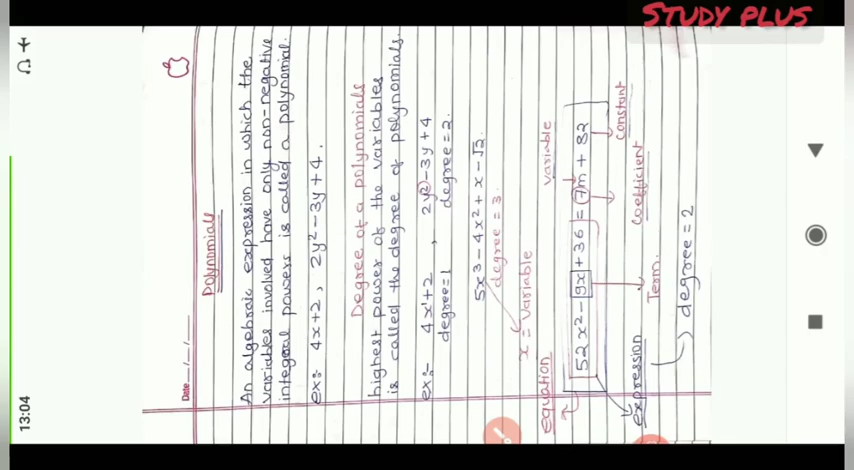 STUDY PLUS
13:04
Date __/__/__
Polynomials
An algebraic expression in which the
variables involved have only non-negative
integral powers is called a polynomial.
ex:- 4x+2, 2y²-3y+4.
Degree of a polynomials
highest power of the variables
is called the degree of polynomials.
ex:- 4x¹+2 , 2y²-3y+4
degree=1 degree=2.
5x³-4x²+x-√2.
degree=3.
x = variable
equation variable
52x²-9x+36 = 7m + 82
expression Term. Coefficient Constant
degree=2